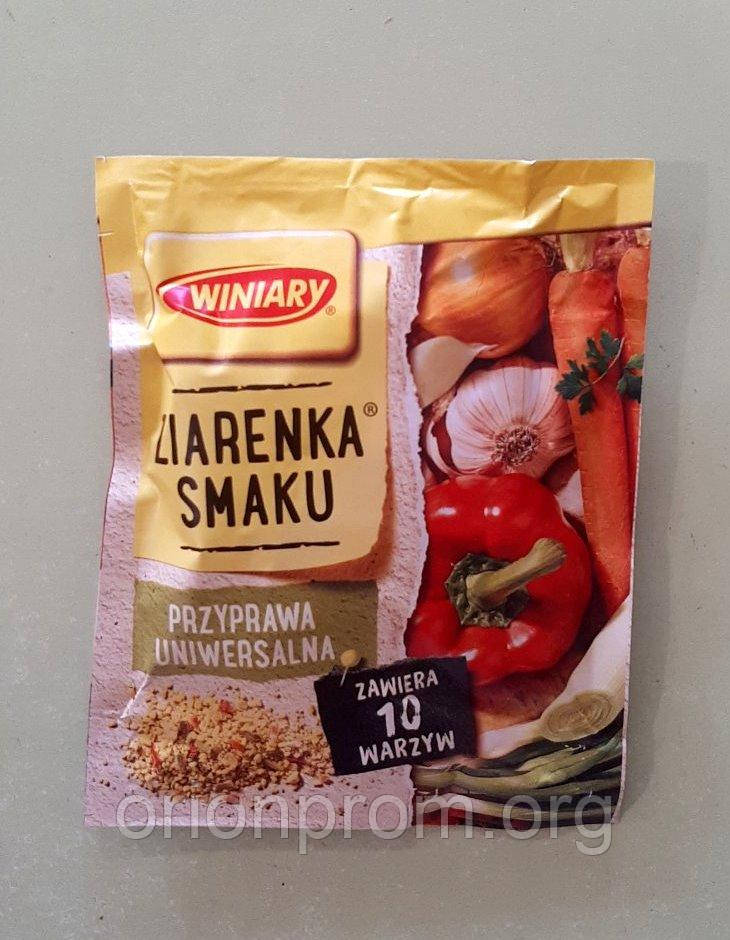 WINIARY®
ZIARENKA®
SMAKU
PRZYPRAWA
UNIWERSALNA
ZAWIERA
10
WARZYW
orionprom.org